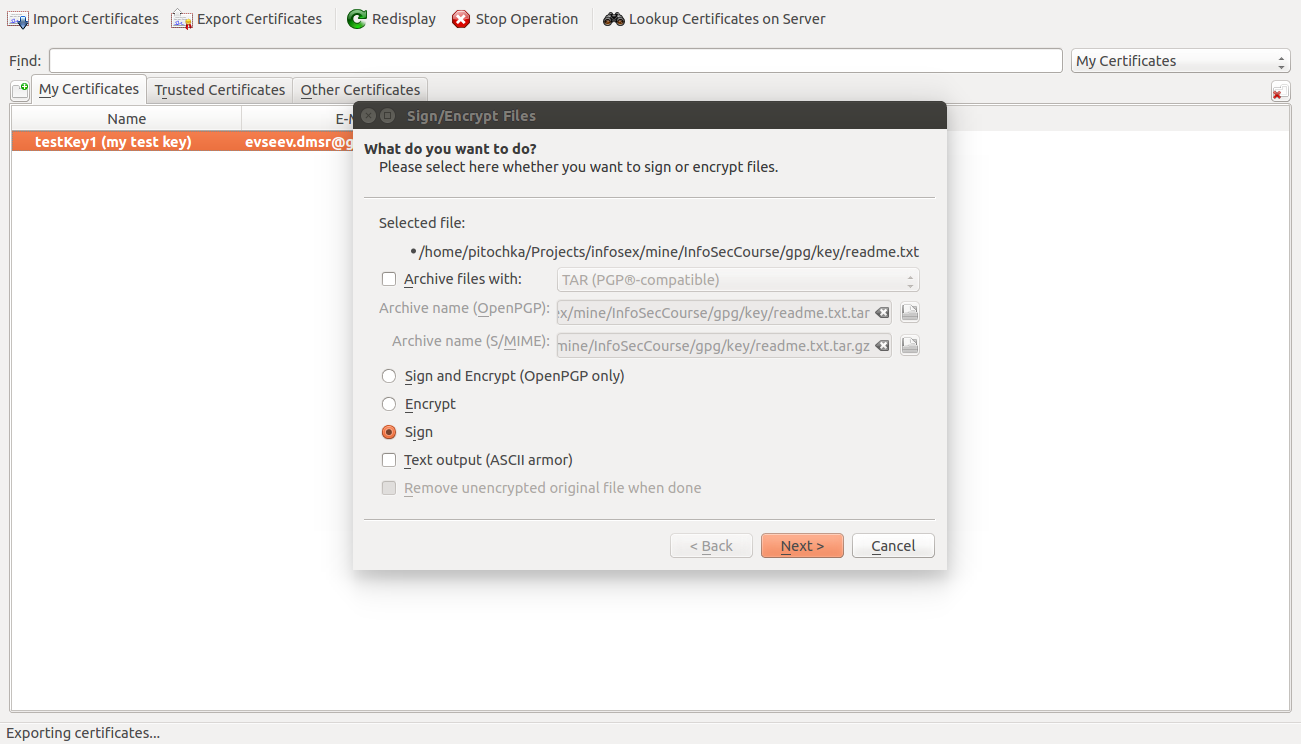 Import Certificates Export Certificates Redisplay Stop Operation Lookup Certificates on Server
Find: My Certificates
My Certificates Trusted Certificates Other Certificates
Name E-M
testKey1 (my test key) evseev.dmsr@g
Sign/Encrypt Files
What do you want to do?
Please select here whether you want to sign or encrypt files.
Selected file:
•/home/pitochka/Projects/infosex/mine/InfoSecCourse/gpg/key/readme.txt
Archive files with: TAR (PGP®-compatible)
Archive name (OpenPGP): x/mine/InfoSecCourse/gpg/key/readme.txt.tar
Archive name (S/MIME): mine/InfoSecCourse/gpg/key/readme.txt.tar.gz
Sign and Encrypt (OpenPGP only)
Encrypt
Sign
Text output (ASCII armor)
Remove unencrypted original file when done
< Back Next > Cancel
Exporting certificates...